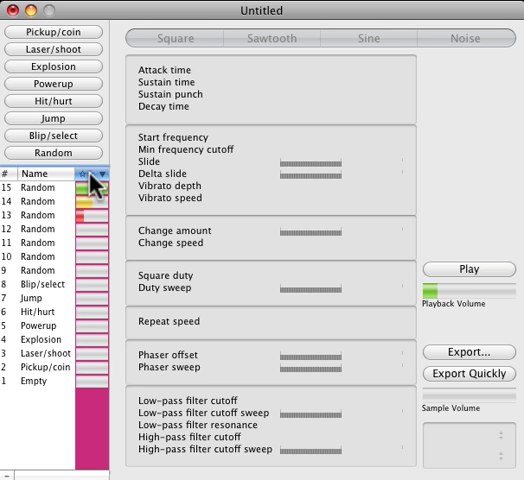 Untitled
Pickup/coin
Laser/shoot
Explosion
Powerup
Hit/hurt
Jump
Blip/select
Random
# Name
15 Random
14 Random
13 Random
12 Random
11 Random
10 Random
9 Random
8 Blip/select
7 Jump
6 Hit/hurt
5 Powerup
4 Explosion
3 Laser/shoot
2 Pickup/coin
1 Empty
Square Sawtooth Sine Noise
Attack time
Sustain time
Sustain punch
Decay time
Start frequency
Min frequency cutoff
Slide
Delta slide
Vibrato depth
Vibrato speed
Change amount
Change speed
Square duty
Duty sweep
Repeat speed
Phaser offset
Phaser sweep
Low-pass filter cutoff
Low-pass filter cutoff sweep
Low-pass filter resonance
High-pass filter cutoff
High-pass filter cutoff sweep
Play
Playback Volume
Export...
Export Quickly
Sample Volume